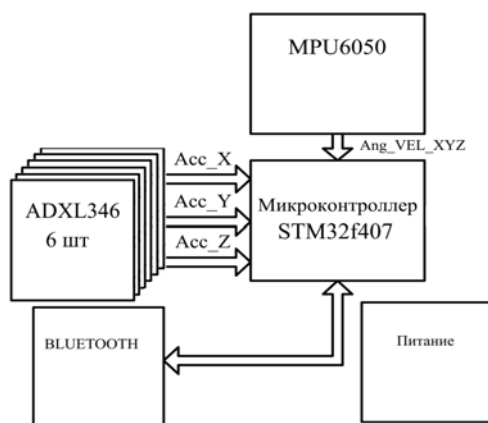 MPU6050
Ang_VEL_XYZ
Acc_X
ADXL346
6 шт
Acc_Y
Acc_Z
Микроконтроллер
STM32f407
BLUETOOTH
Питание